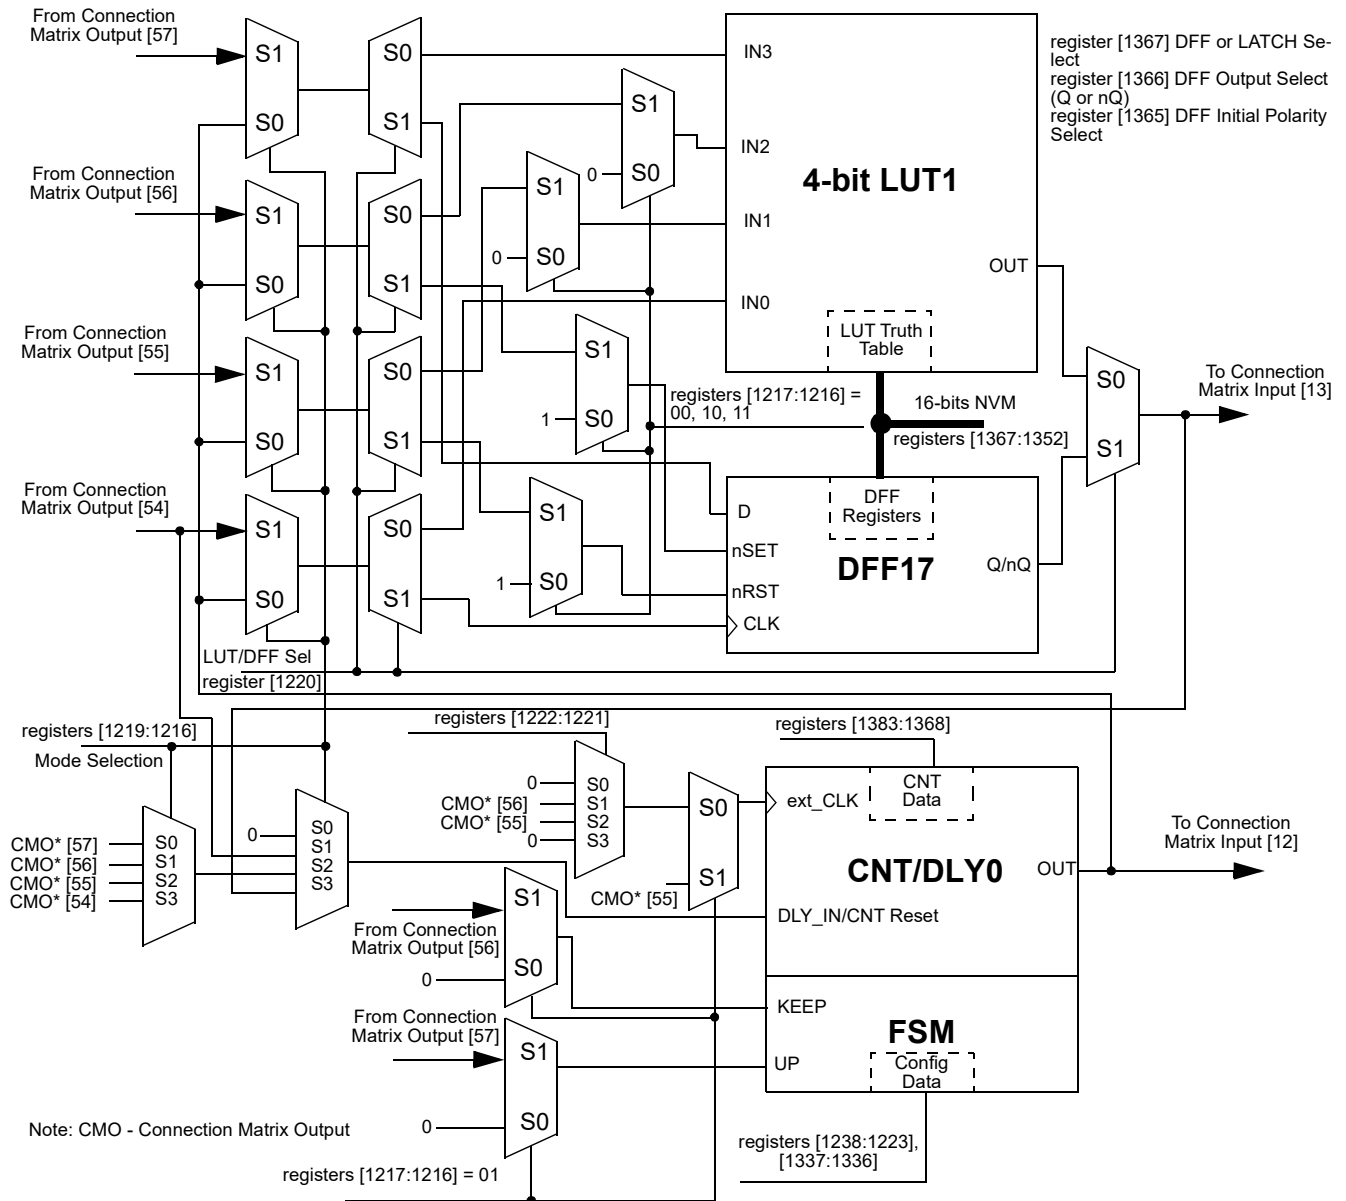 From Connection
Matrix Output [57]
S1
S0
S0
S1
IN3
register [1367] DFF or LATCH Se-
lect
register [1366] DFF Output Select
(Q or nQ)
register [1365] DFF Initial Polarity
Select
S1
0
S0
IN2
4-bit LUT1
From Connection
Matrix Output [56]
S1
S0
S0
S1
S1
0
S0
IN1
OUT
IN0
LUT Truth
Table
From Connection
Matrix Output [55]
S1
S0
S0
S1
S1
1
S0
registers [1217:1216] =
00, 10, 11
16-bits NVM
registers [1367:1352]
S0
S1
To Connection
Matrix Input [13]
From Connection
Matrix Output [54]
S1
S0
S0
S1
S1
1
S0
DFF
Registers
D
nSET
nRST
CLK
DFF17
Q/nQ
LUT/DFF Sel
register [1220]
registers [1219:1216]
Mode Selection
registers [1222:1221]
registers [1383:1368]
CMO* [57]
CMO* [56]
CMO* [55]
CMO* [54]
S0
S1
S2
S3
0
S0
S1
S2
S3
0
CMO* [56]
CMO* [55]
0
S0
S1
S2
S3
S0
S1
CMO* [55]
ext_CLK
CNT
Data
CNT/DLY0
OUT
To Connection
Matrix Input [12]
DLY_IN/CNT Reset
From Connection
Matrix Output [56]
S1
0
S0
KEEP
FSM
From Connection
Matrix Output [57]
S1
0
S0
UP
Config
Data
Note: CMO - Connection Matrix Output
registers [1238:1223],
[1337:1336]
registers [1217:1216] = 01